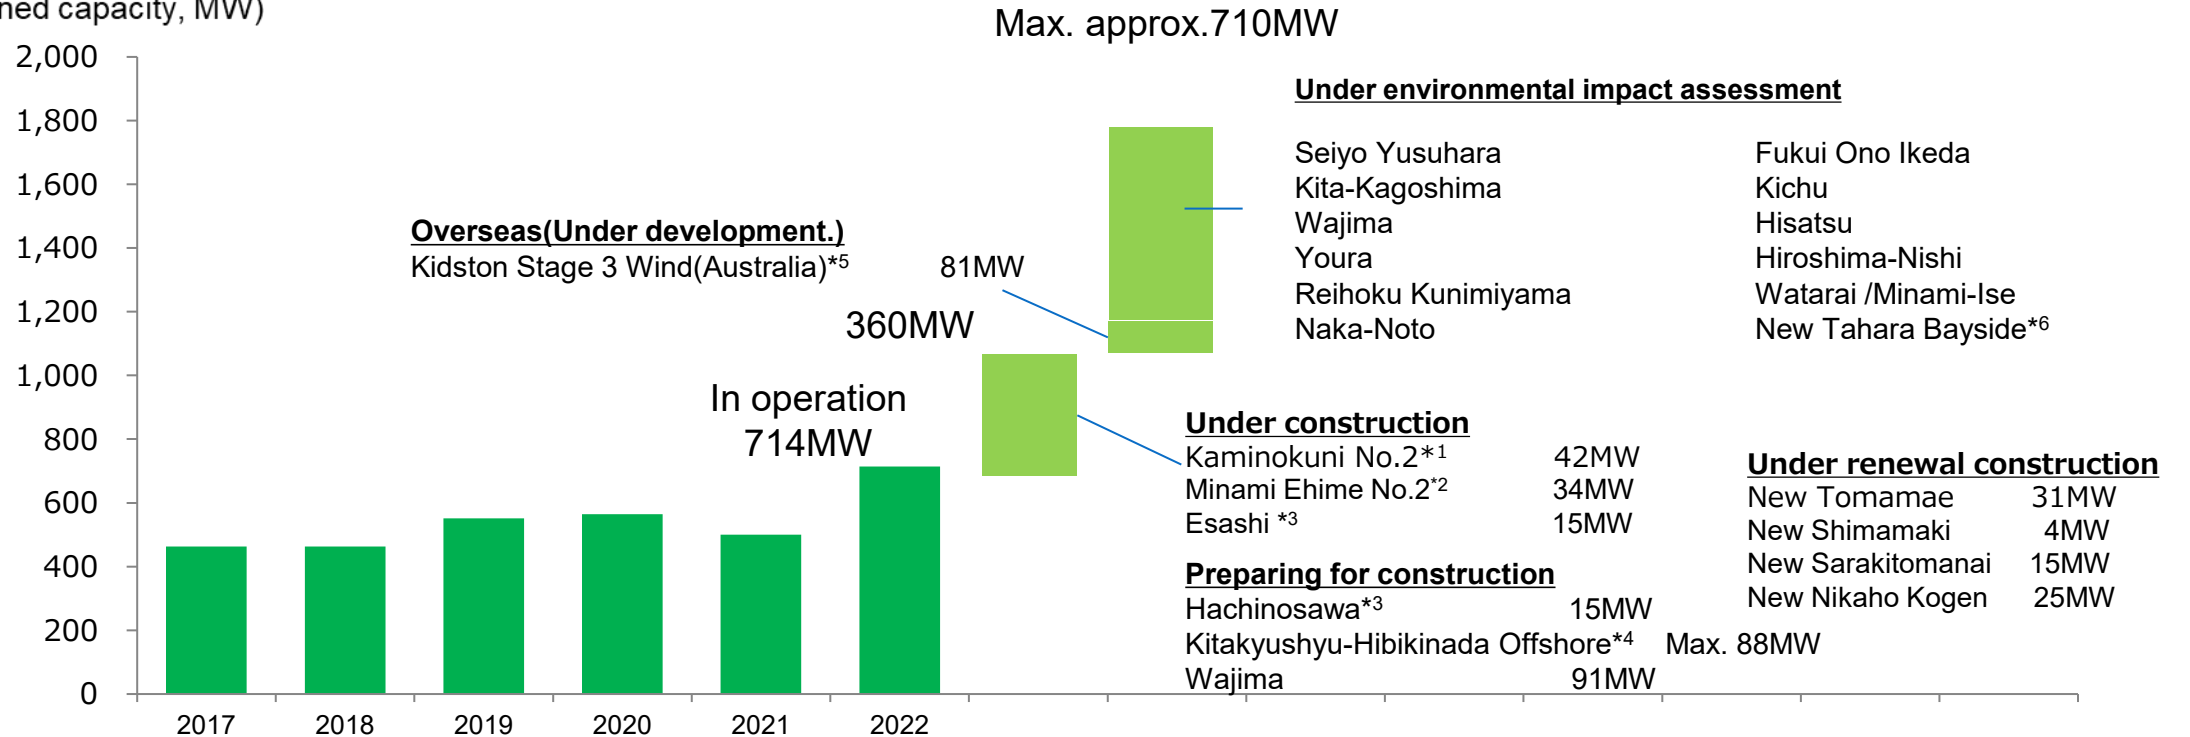 capacity, MW)
Max. approx.710MW
2,000
1,800
1,600
1,400
1,200
1,000
800
600
400
200
0
2017
2018
2019
2020
2021
2022
In operation
714MW
360MW
Overseas(Under development.)
Kidston Stage 3 Wind(Australia)*5 81MW
Under environmental impact assessment
Seiyo Yusuhara Fukui Ono Ikeda
Kita-Kagoshima Kichu
Wajima Hisatsu
Youra Hiroshima-Nishi
Reihoku Kunimiyama Watarai /Minami-Ise
Naka-Noto New Tahara Bayside*6
Under construction
Kaminokuni No.2*1 42MW
Minami Ehime No.2*2 34MW
Esashi *3 15MW
Preparing for construction
Hachinosawa*3 15MW
Kitakyushyu-Hibikinada Offshore*4 Max. 88MW
Wajima 91MW
Under renewal construction
New Tomamae 31MW
New Shimamaki 4MW
New Sarakitomanai 15MW
New Nikaho Kogen 25MW